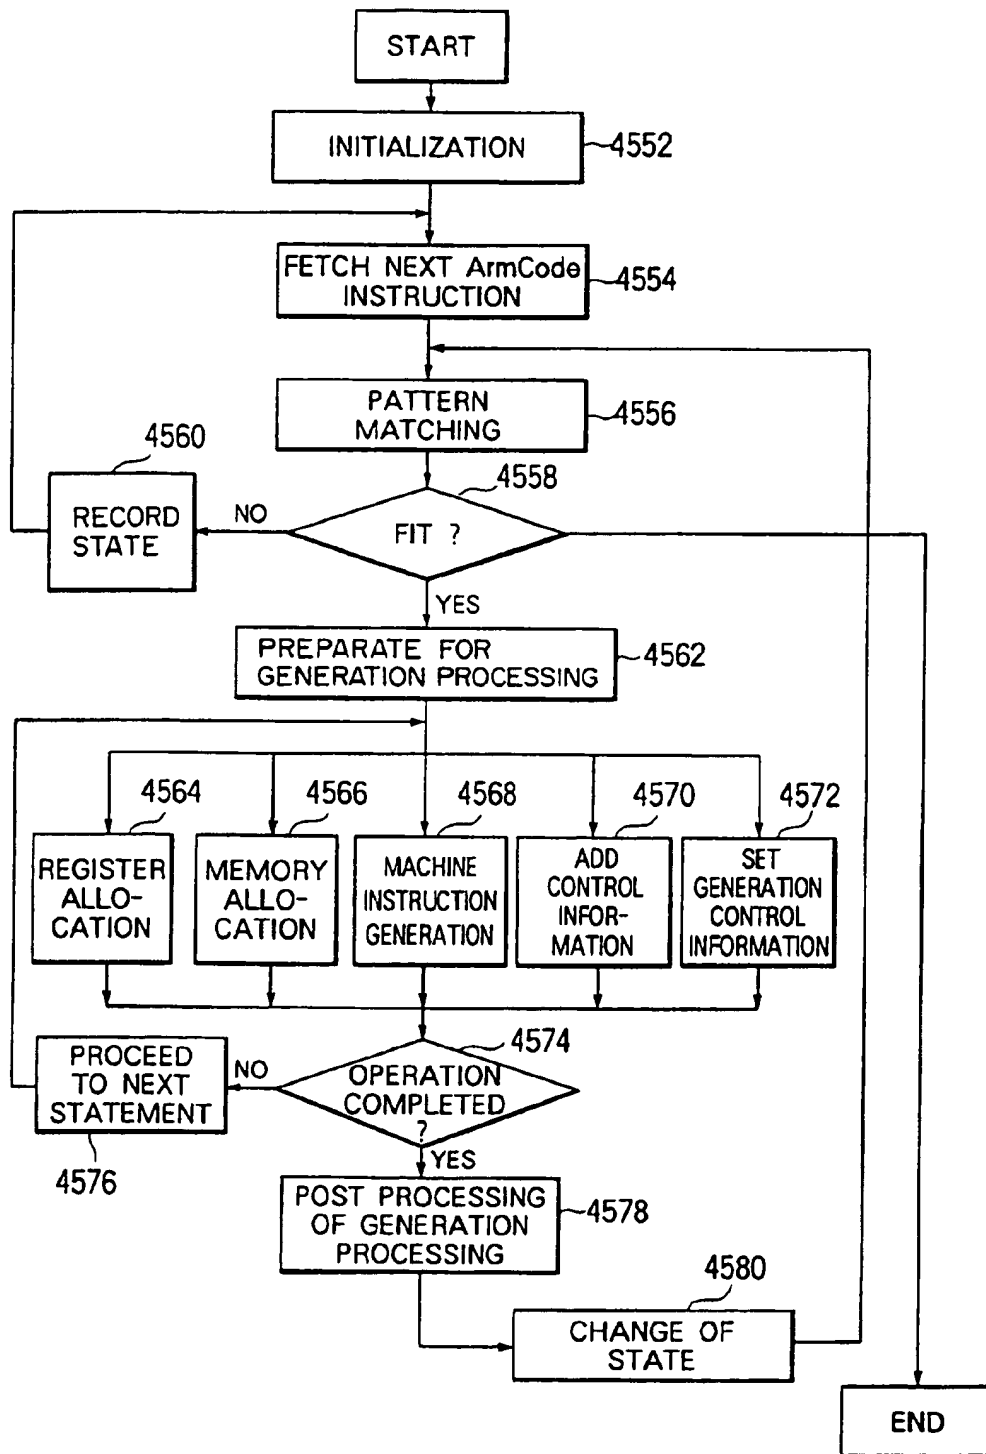 START
INITIALIZATION
4552
FETCH NEXT ArmCode
INSTRUCTION
4554
PATTERN
MATCHING
4556
4560
RECORD
STATE
NO
4558
FIT ?
YES
PREPARATE FOR
GENERATION PROCESSING
4562
4564
REGISTER
ALLO-
CATION
4566
MEMORY
ALLO-
CATION
4568
MACHINE
INSTRUCTION
GENERATION
4570
ADD
CONTROL
INFOR-
MATION
4572
SET
GENERATION
CONTROL
INFORMATION
4574
OPERATION
COMPLETED
?
NO
PROCEED
TO NEXT
STATEMENT
4576
YES
POST PROCESSING
OF GENERATION
PROCESSING
4578
4580
CHANGE OF
STATE
END